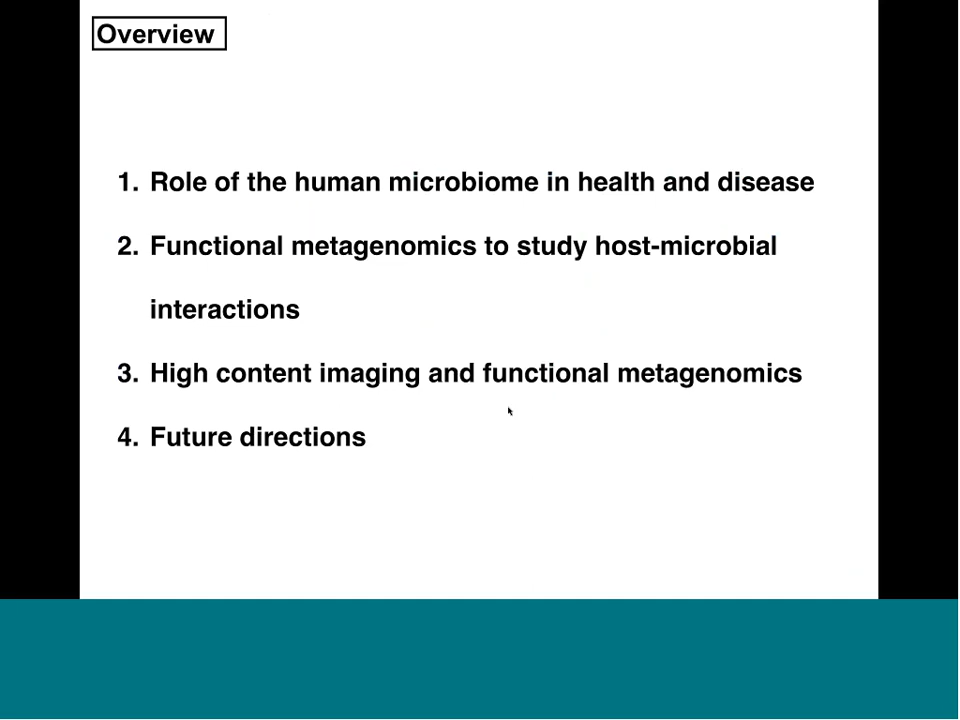 Overview
1. Role of the human microbiome in health and disease
2. Functional metagenomics to study host-microbial
interactions
3. High content imaging and functional metagenomics
4. Future directions